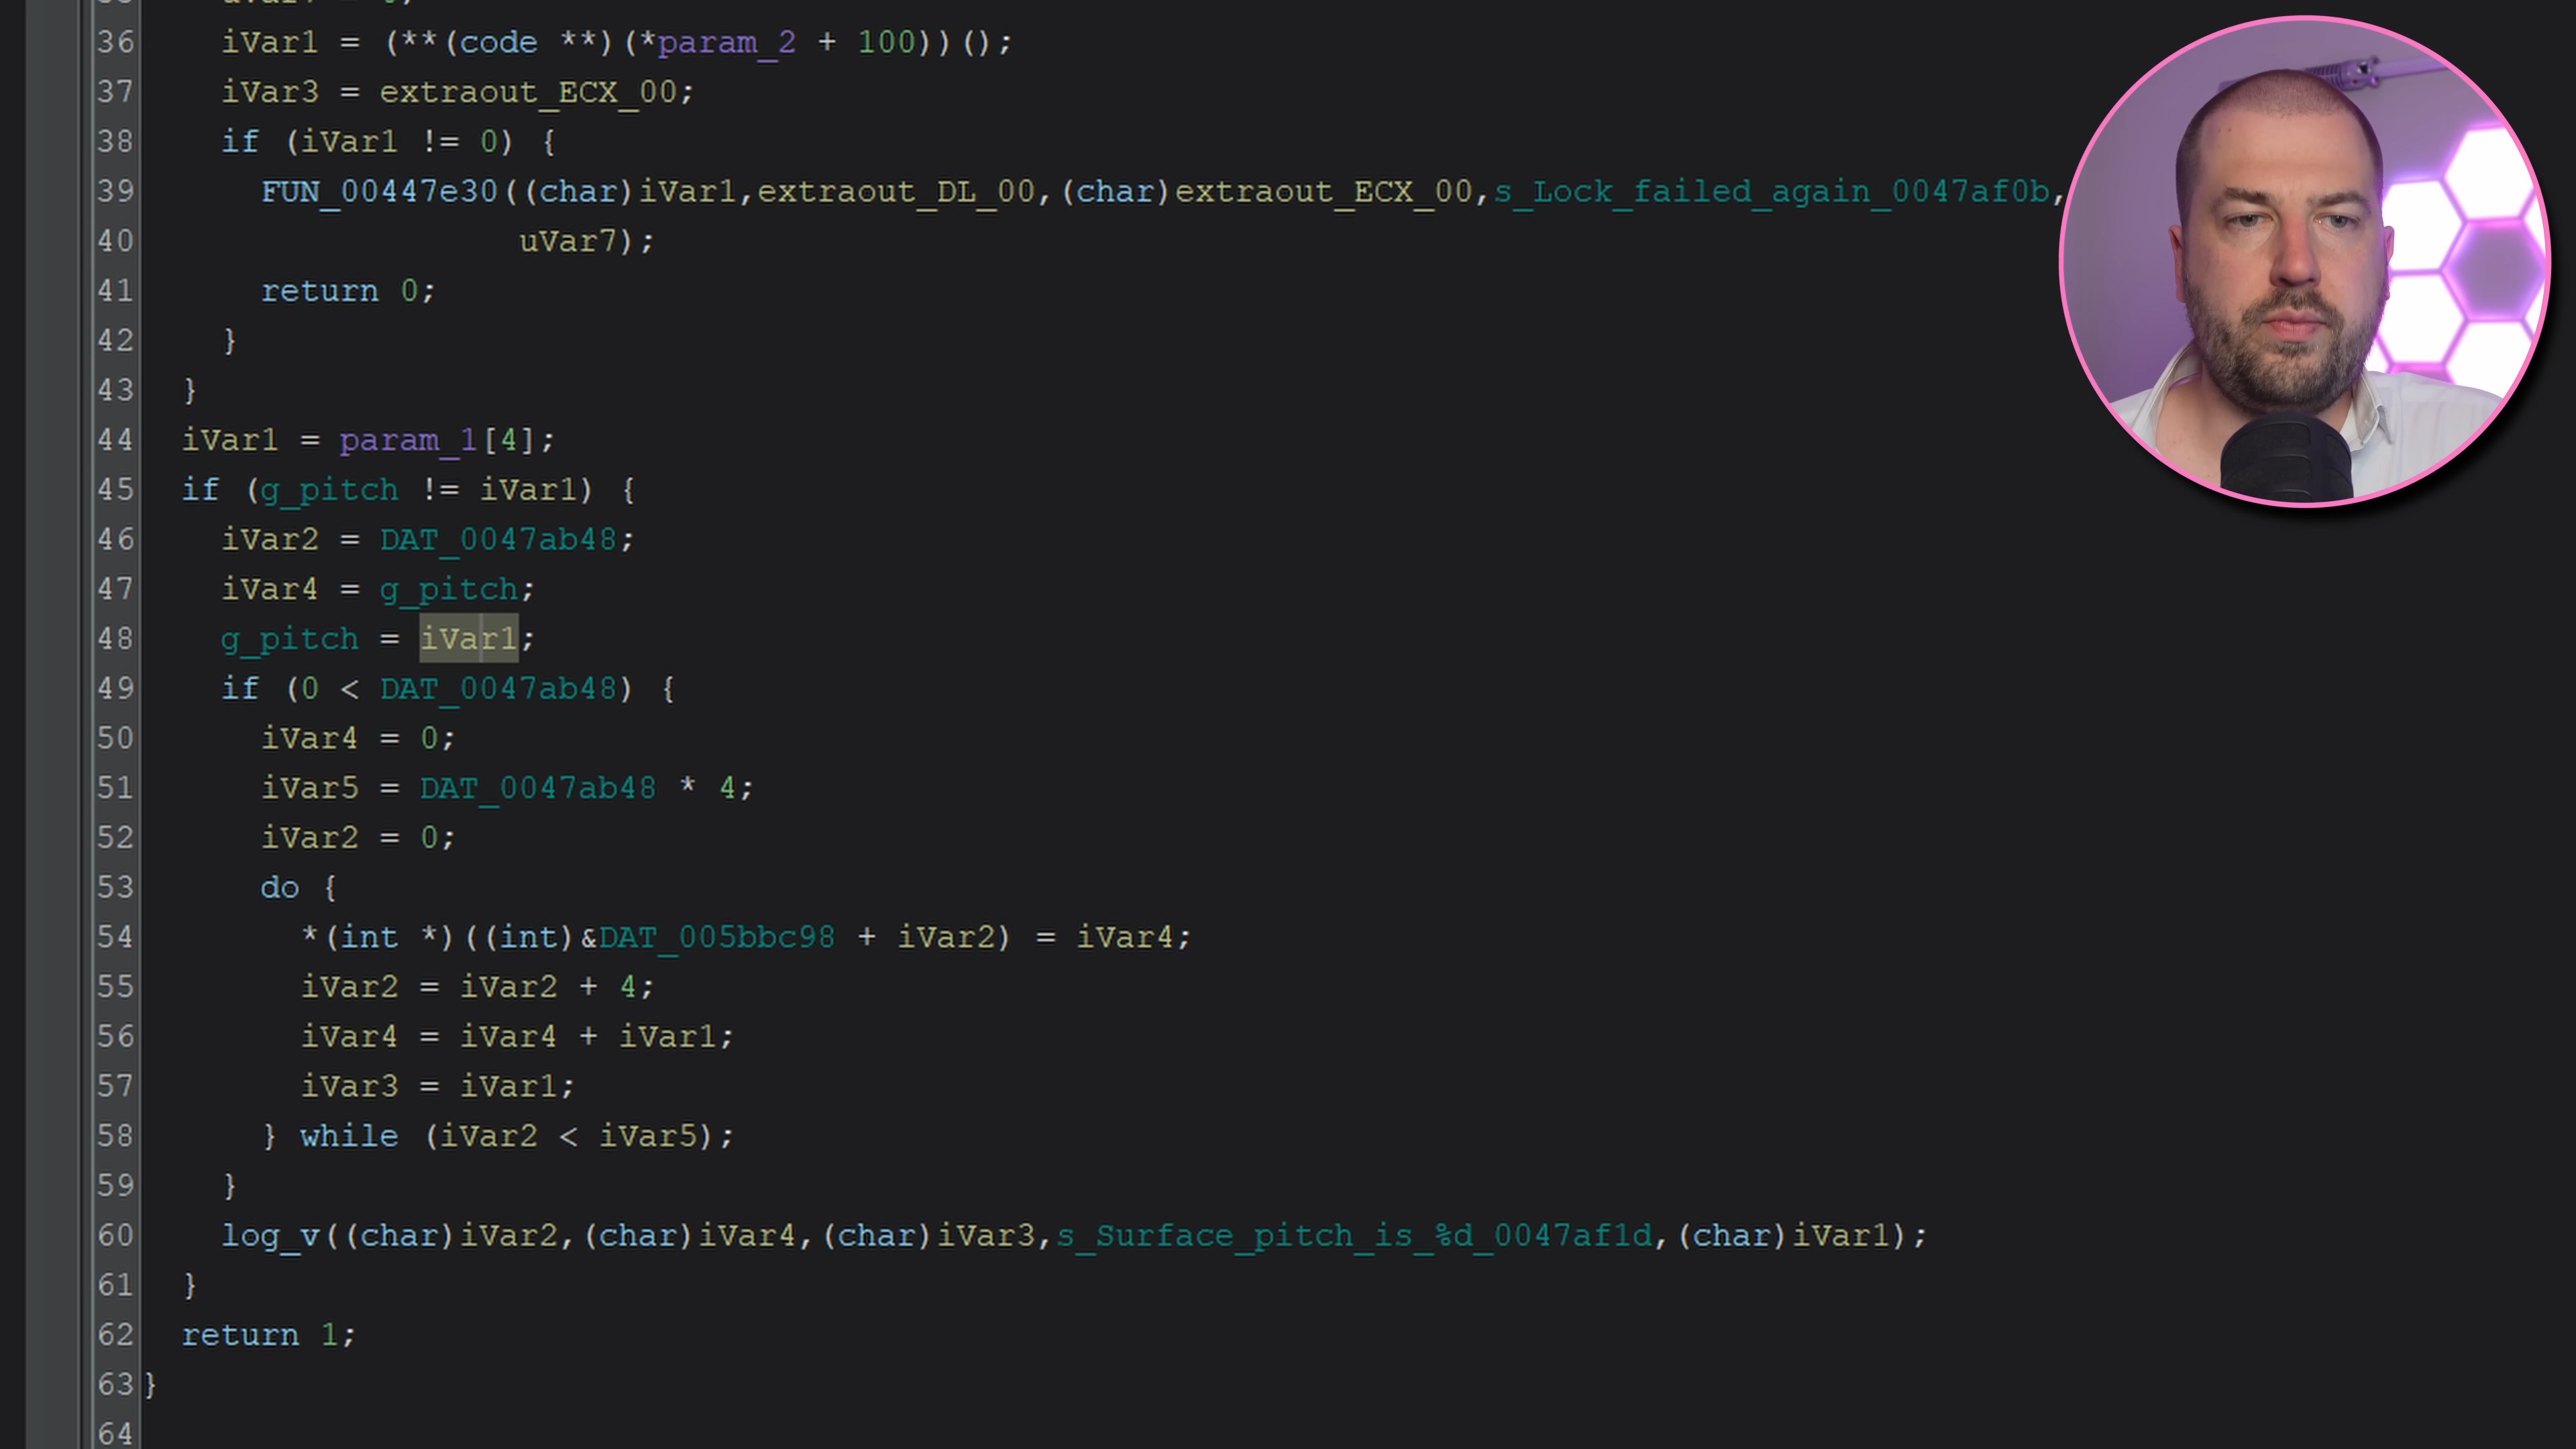 36 iVar1 = (**(code **)(*param_2 + 100))();
37 iVar3 = extraout_ECX_00;
38 if (iVar1 != 0) {
39 FUN_00447e30((char)iVar1,extraout_DL_00,(char)extraout_ECX_00,s_Lock_failed_again_0047af0b,
40 uVar7);
41 return 0;
42 }
43 }
44 iVar1 = param_1[4];
45 if (g_pitch != iVar1) {
46 iVar2 = DAT_0047ab48;
47 iVar4 = g_pitch;
48 g_pitch = iVar1;
49 if (0 < DAT_0047ab48) {
50 iVar4 = 0;
51 iVar5 = DAT_0047ab48 * 4;
52 iVar2 = 0;
53 do {
54 *(int *)((int)&DAT_005bbc98 + iVar2) = iVar4;
55 iVar2 = iVar2 + 4;
56 iVar4 = iVar4 + iVar1;
57 iVar3 = iVar1;
58 } while (iVar2 < iVar5);
59 }
60 log_v((char)iVar2,(char)iVar4,(char)iVar3,s_Surface_pitch_is_%d_0047af1d,(char)iVar1);
61 }
62 return 1;
63 }
64